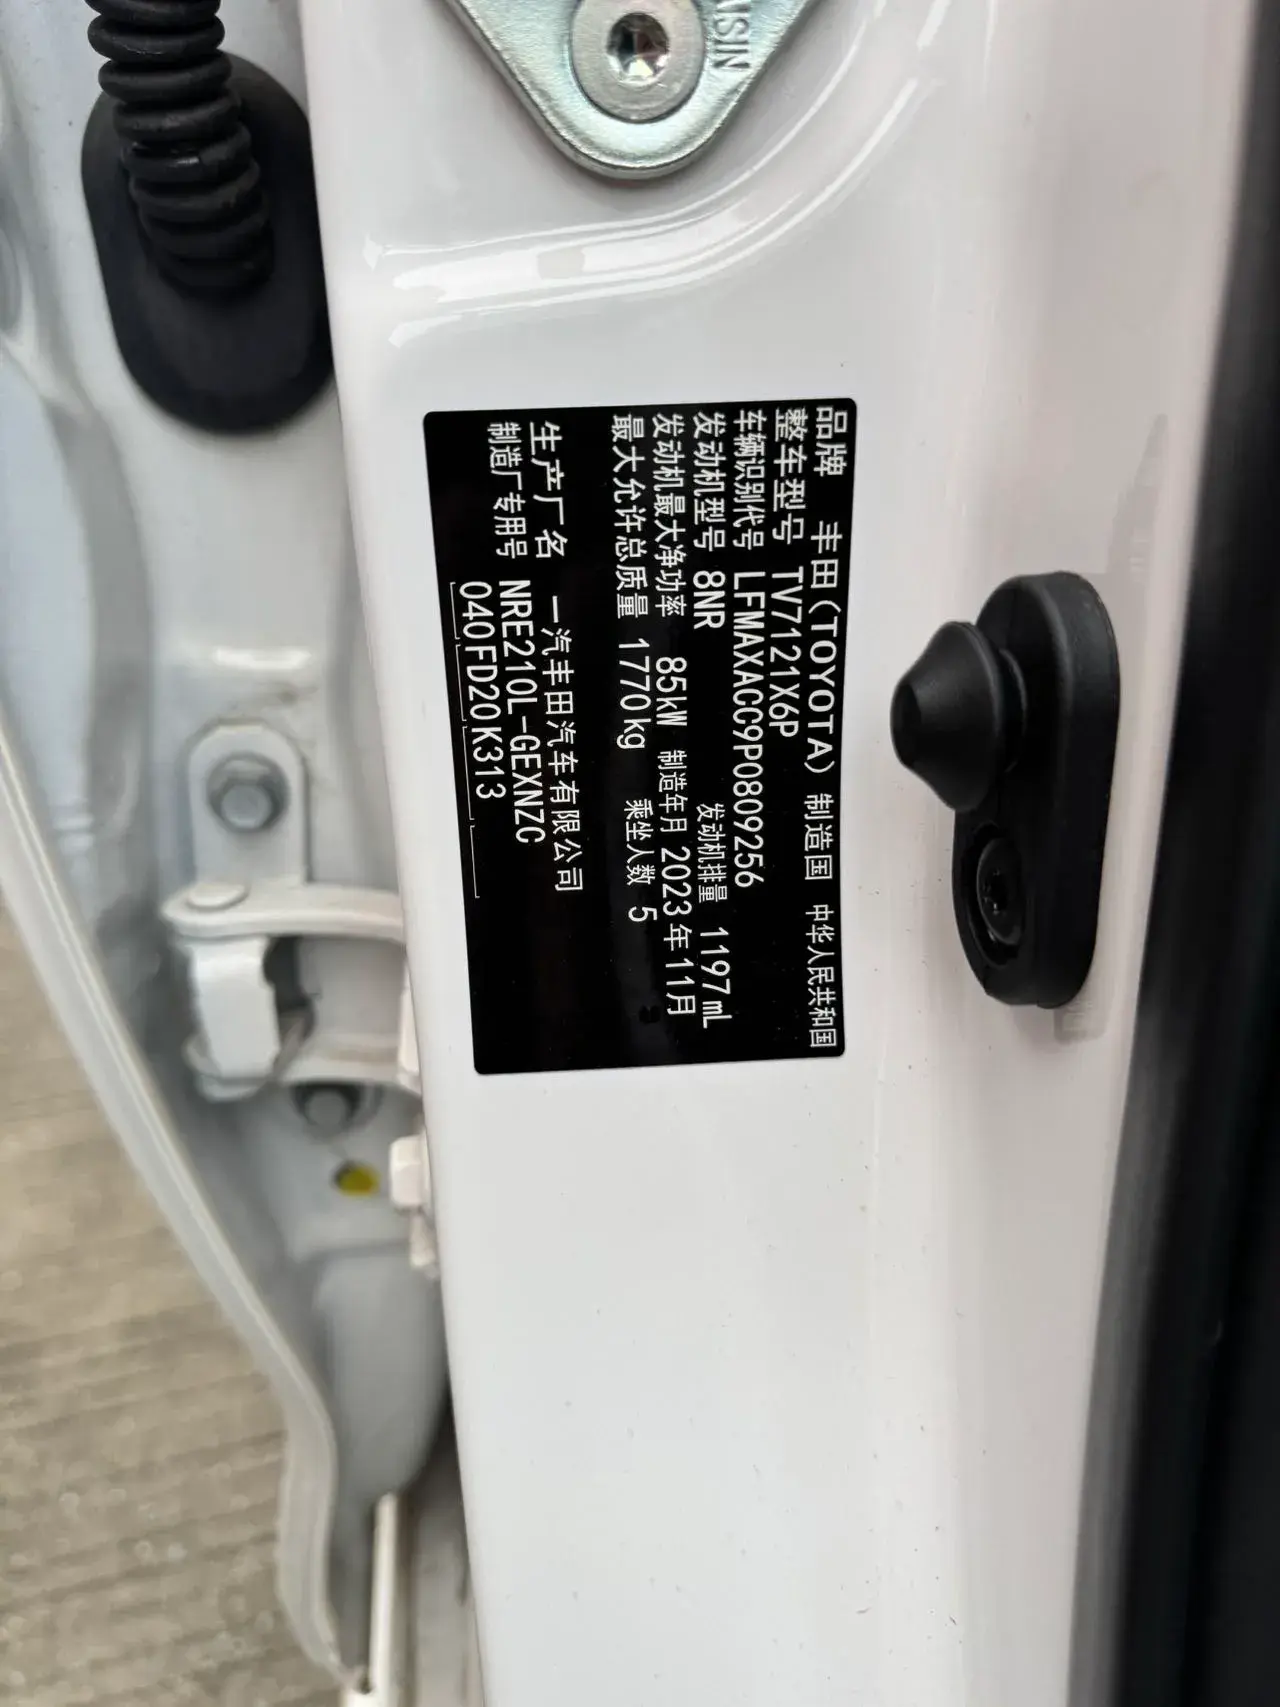 AISIN
品牌 丰田(TOYOTA) 制造国 中华人民共和国
整车型号 TV7121X6P
车辆识别代号 LFMAXACC9P0809256
发动机型号 8NR 发动机排量 1197mL
发动机最大净功率 85kW 制造年月 2023年11月
最大允许总质量 1770kg 乘坐人数 5
生产厂名 一汽丰田汽车有限公司
制造厂专用号 NRE210L-GEXNZC
040FD20K313